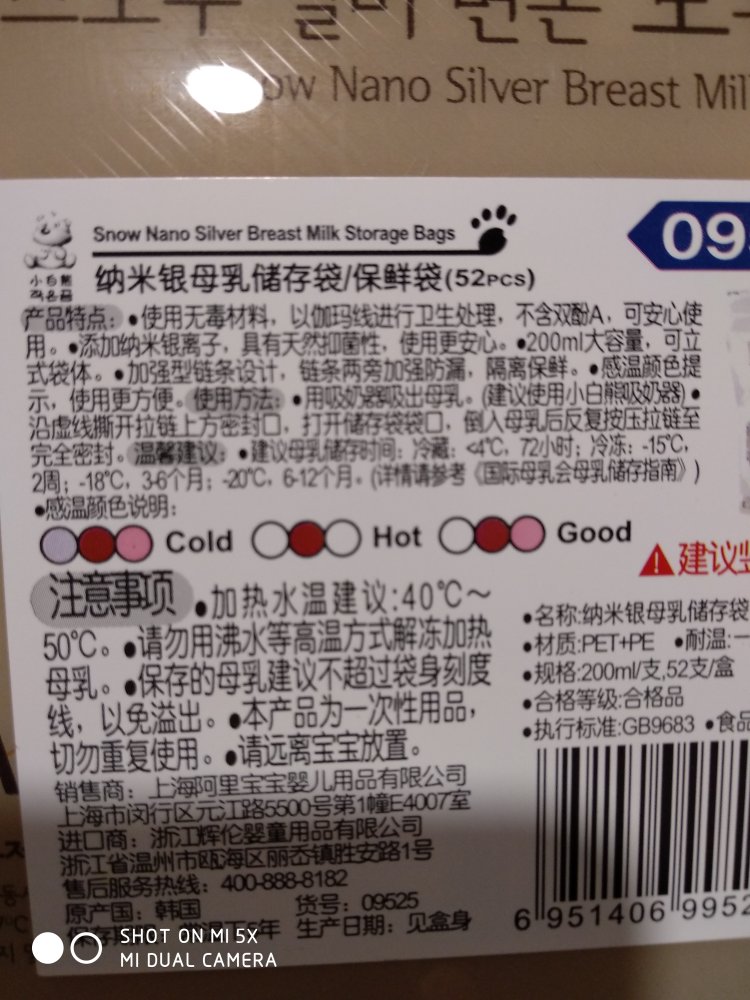 Snow Nano Silver Breast Mil
Snow Nano Silver Breast Milk Storage Bags
09
小白熊
纳米银母乳储存袋/保鲜袋(52PCS)
产品特点：●使用无毒材料，以伽玛线进行卫生处理，不含双酚A，可安心使
用。●添加纳米银离子，具有天然抑菌性，使用更安心。●200ml大容量，可立
式袋体。●加强型链条设计，链条两旁加强防漏，隔离保鲜。●感温颜色提
示，使用更方便。使用方法：●用吸奶器吸出母乳。(建议使用小白熊吸奶器)●
沿虚线撕开拉链上方密封口，打开储存袋袋口，倒入母乳后反复按压拉链至
完全密封。温馨建议：●建议母乳储存时间：冷藏：<4℃，72小时；冷冻：-15℃，
2周；-18℃，3-6个月；-20℃，6-12个月。(详情请参考《国际母乳会母乳储存指南》)
●感温颜色说明：
Cold Hot Good
建议
注意事项 ●加热水温建议:40℃～
50℃。●请勿用沸水等高温方式解冻加热
母乳。●保存的母乳建议不超过袋身刻度
线，以免溢出。●本产品为一次性用品，
切勿重复使用。●请远离宝宝放置。
●名称:纳米银母乳储存袋
●材质:PET+PE ●耐温:
●规格:200ml/支,52支/盒
●合格等级:合格品
●执行标准:GB9683 ●食品
销售商：上海阿里宝宝婴儿用品有限公司
上海市闵行区元江路5500号第1幢E4007室
进口商：浙江辉伦婴童用品有限公司
浙江省温州市瓯海区丽岙镇胜安路1号
售后服务热线：400-888-8182
原产国：韩国 货号：09525
生产日期：见盒身
6 951406 9952
SHOT ON MI 5X
MI DUAL CAMERA